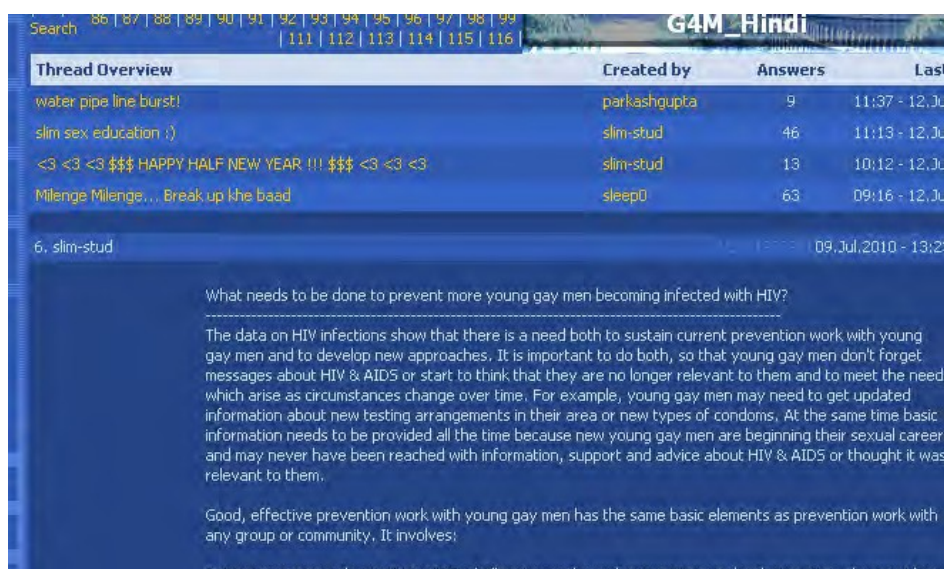 86 | 87 | 88 | 89 | 90 | 91 | 92 | 93 | 94 | 95 | 96 | 97 | 98 | 99
Search
| 111 | 112 | 113 | 114 | 115 | 116 |
G4M_Hindi
Thread Overview Created by Answers Last
water pipe line burst! parkashgupta 9 11:37 - 12.Ju
slim sex education :) slim-stud 46 11:13 - 12.Ju
<3 <3 <3 $$$ HAPPY HALF NEW YEAR !!! $$$ <3 <3 <3 slim-stud 13 10:12 - 12.Ju
Milenge Milenge... Break up khe baad sleep0 63 09:16 - 12.Ju
6. slim-stud 09.Jul.2010 - 13:2
What needs to be done to prevent more young gay men becoming infected with HIV?
The data on HIV infections show that there is a need both to sustain current prevention work with young
gay men and to develop new approaches. It is important to do both, so that young gay men don't forget
messages about HIV & AIDS or start to think that they are no longer relevant to them and to meet the need
which arise as circumstances change over time. For example, young gay men may need to get updated
information about new testing arrangements in their area or new types of condoms. At the same time basic
information needs to be provided all the time because new young gay men are beginning their sexual career
and may never have been reached with information, support and advice about HIV & AIDS or thought it was
relevant to them.
Good, effective prevention work with young gay men has the same basic elements as prevention work with
any group or community. It involves: